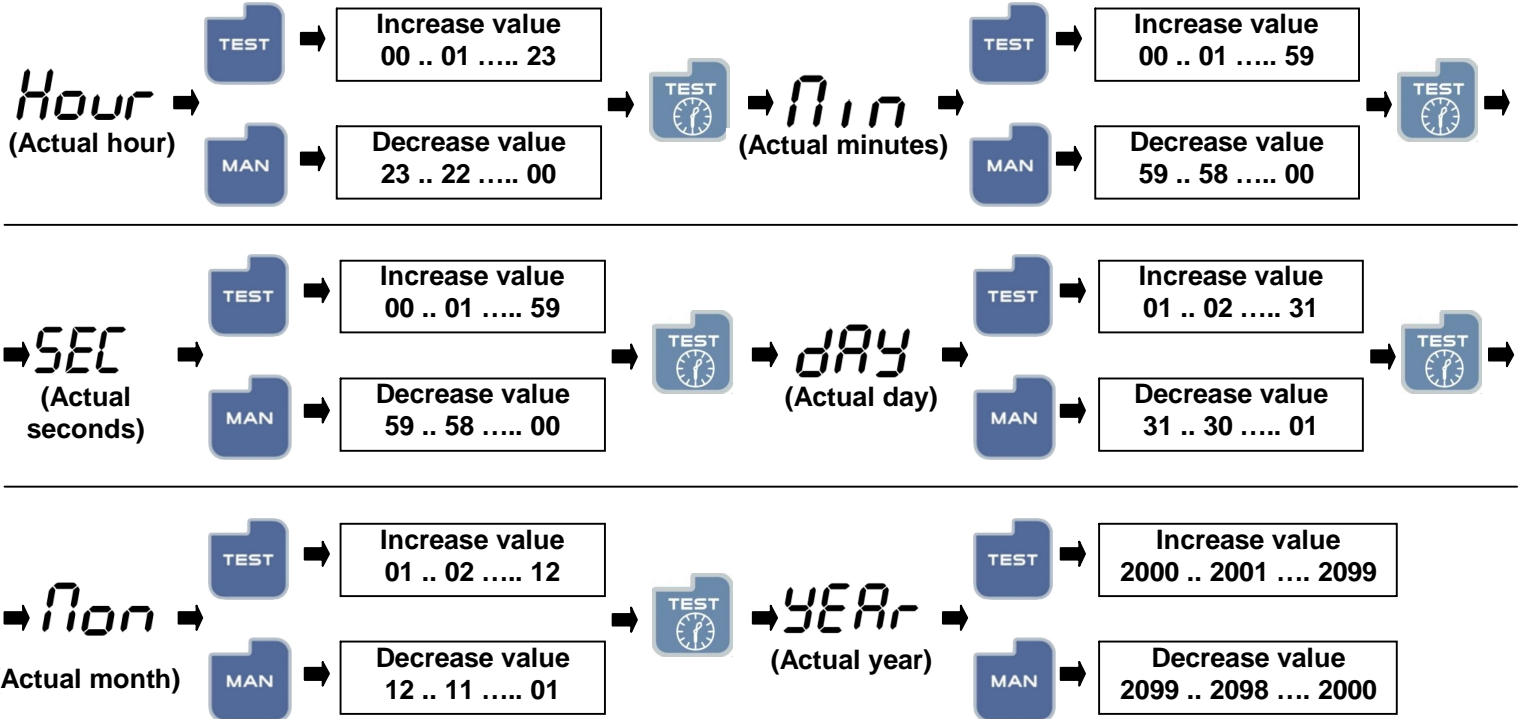 Hour
(Actual hour)
TEST
Increase value
00 .. 01 ….. 23
MAN
Decrease value
23 .. 22 ….. 00
TEST
Min
(Actual minutes)
TEST
Increase value
00 .. 01 ….. 59
MAN
Decrease value
59 .. 58 ….. 00
TEST
SEC
(Actual
seconds)
TEST
Increase value
00 .. 01 ….. 59
MAN
Decrease value
59 .. 58 ….. 00
TEST
dAY
(Actual day)
TEST
Increase value
01 .. 02 ….. 31
MAN
Decrease value
31 .. 30 ….. 01
TEST
Mon
Actual month)
TEST
Increase value
01 .. 02 ….. 12
MAN
Decrease value
12 .. 11 ….. 01
TEST
YEAr
(Actual year)
TEST
Increase value
2000 .. 2001 …. 2099
MAN
Decrease value
2099 .. 2098 …. 2000